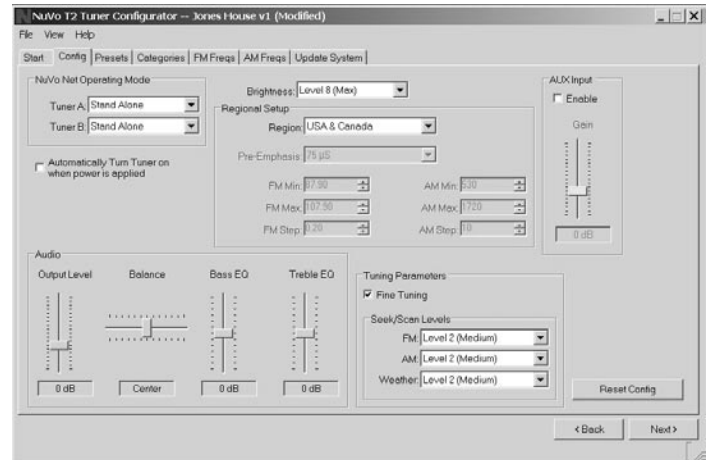 NuVo T2 Tuner Configurator -- Jones House v1 (Modified)
File View Help
Start Config Presets Categories FM Freqs AM Freqs Update System
NuVo Net Operating Mode
Tuner A: Stand Alone
Tuner B: Stand Alone
Automatically Turn Tuner on
when power is applied
Brightness: Level 8 (Max)
Regional Setup
Region: USA & Canada
Pre-Emphasis: 75 µS
FM Min: 87.90
AM Min: 530
FM Max: 107.90
AM Max: 1720
FM Step: 0.20
AM Step: 10
AUX Input
Enable
Gain
0 dB
Audio
Output Level
Balance
Bass EQ
Treble EQ
0 dB
Center
0 dB
0 dB
Tuning Parameters
Fine Tuning
Seek/Scan Levels
FM: Level 2 (Medium)
AM: Level 2 (Medium)
Weather: Level 2 (Medium)
Reset Config
< Back
Next >